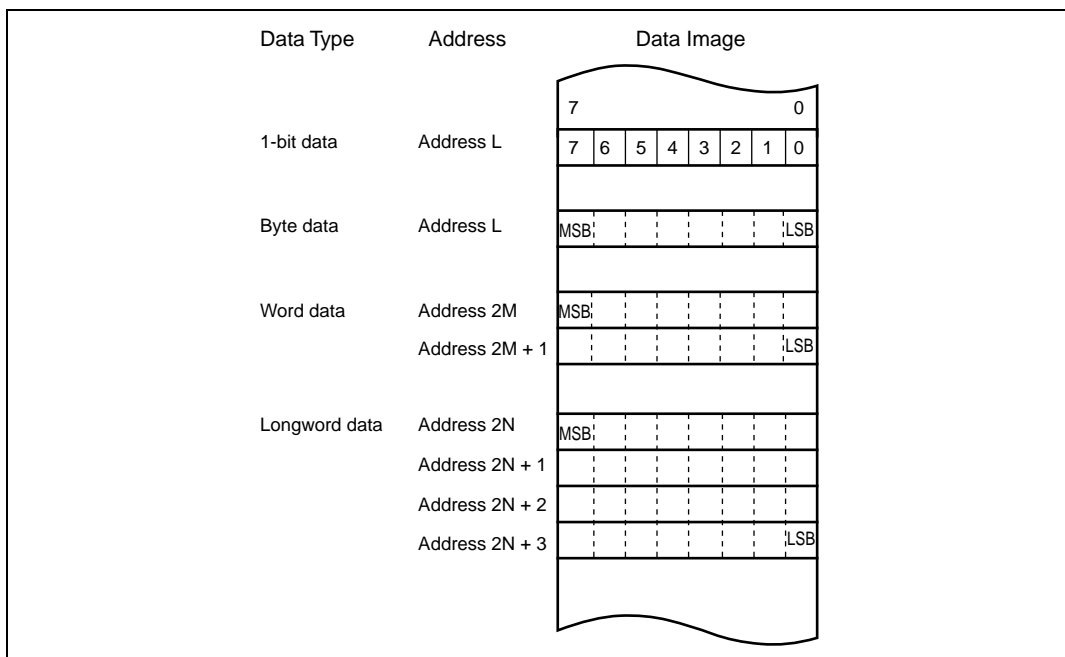 Data Type Address Data Image
7 0
1-bit data Address L 7 6 5 4 3 2 1 0
Byte data Address L MSB LSB
Word data Address 2M MSB
Address 2M + 1 LSB
Longword data Address 2N MSB
Address 2N + 1
Address 2N + 2
Address 2N + 3 LSB